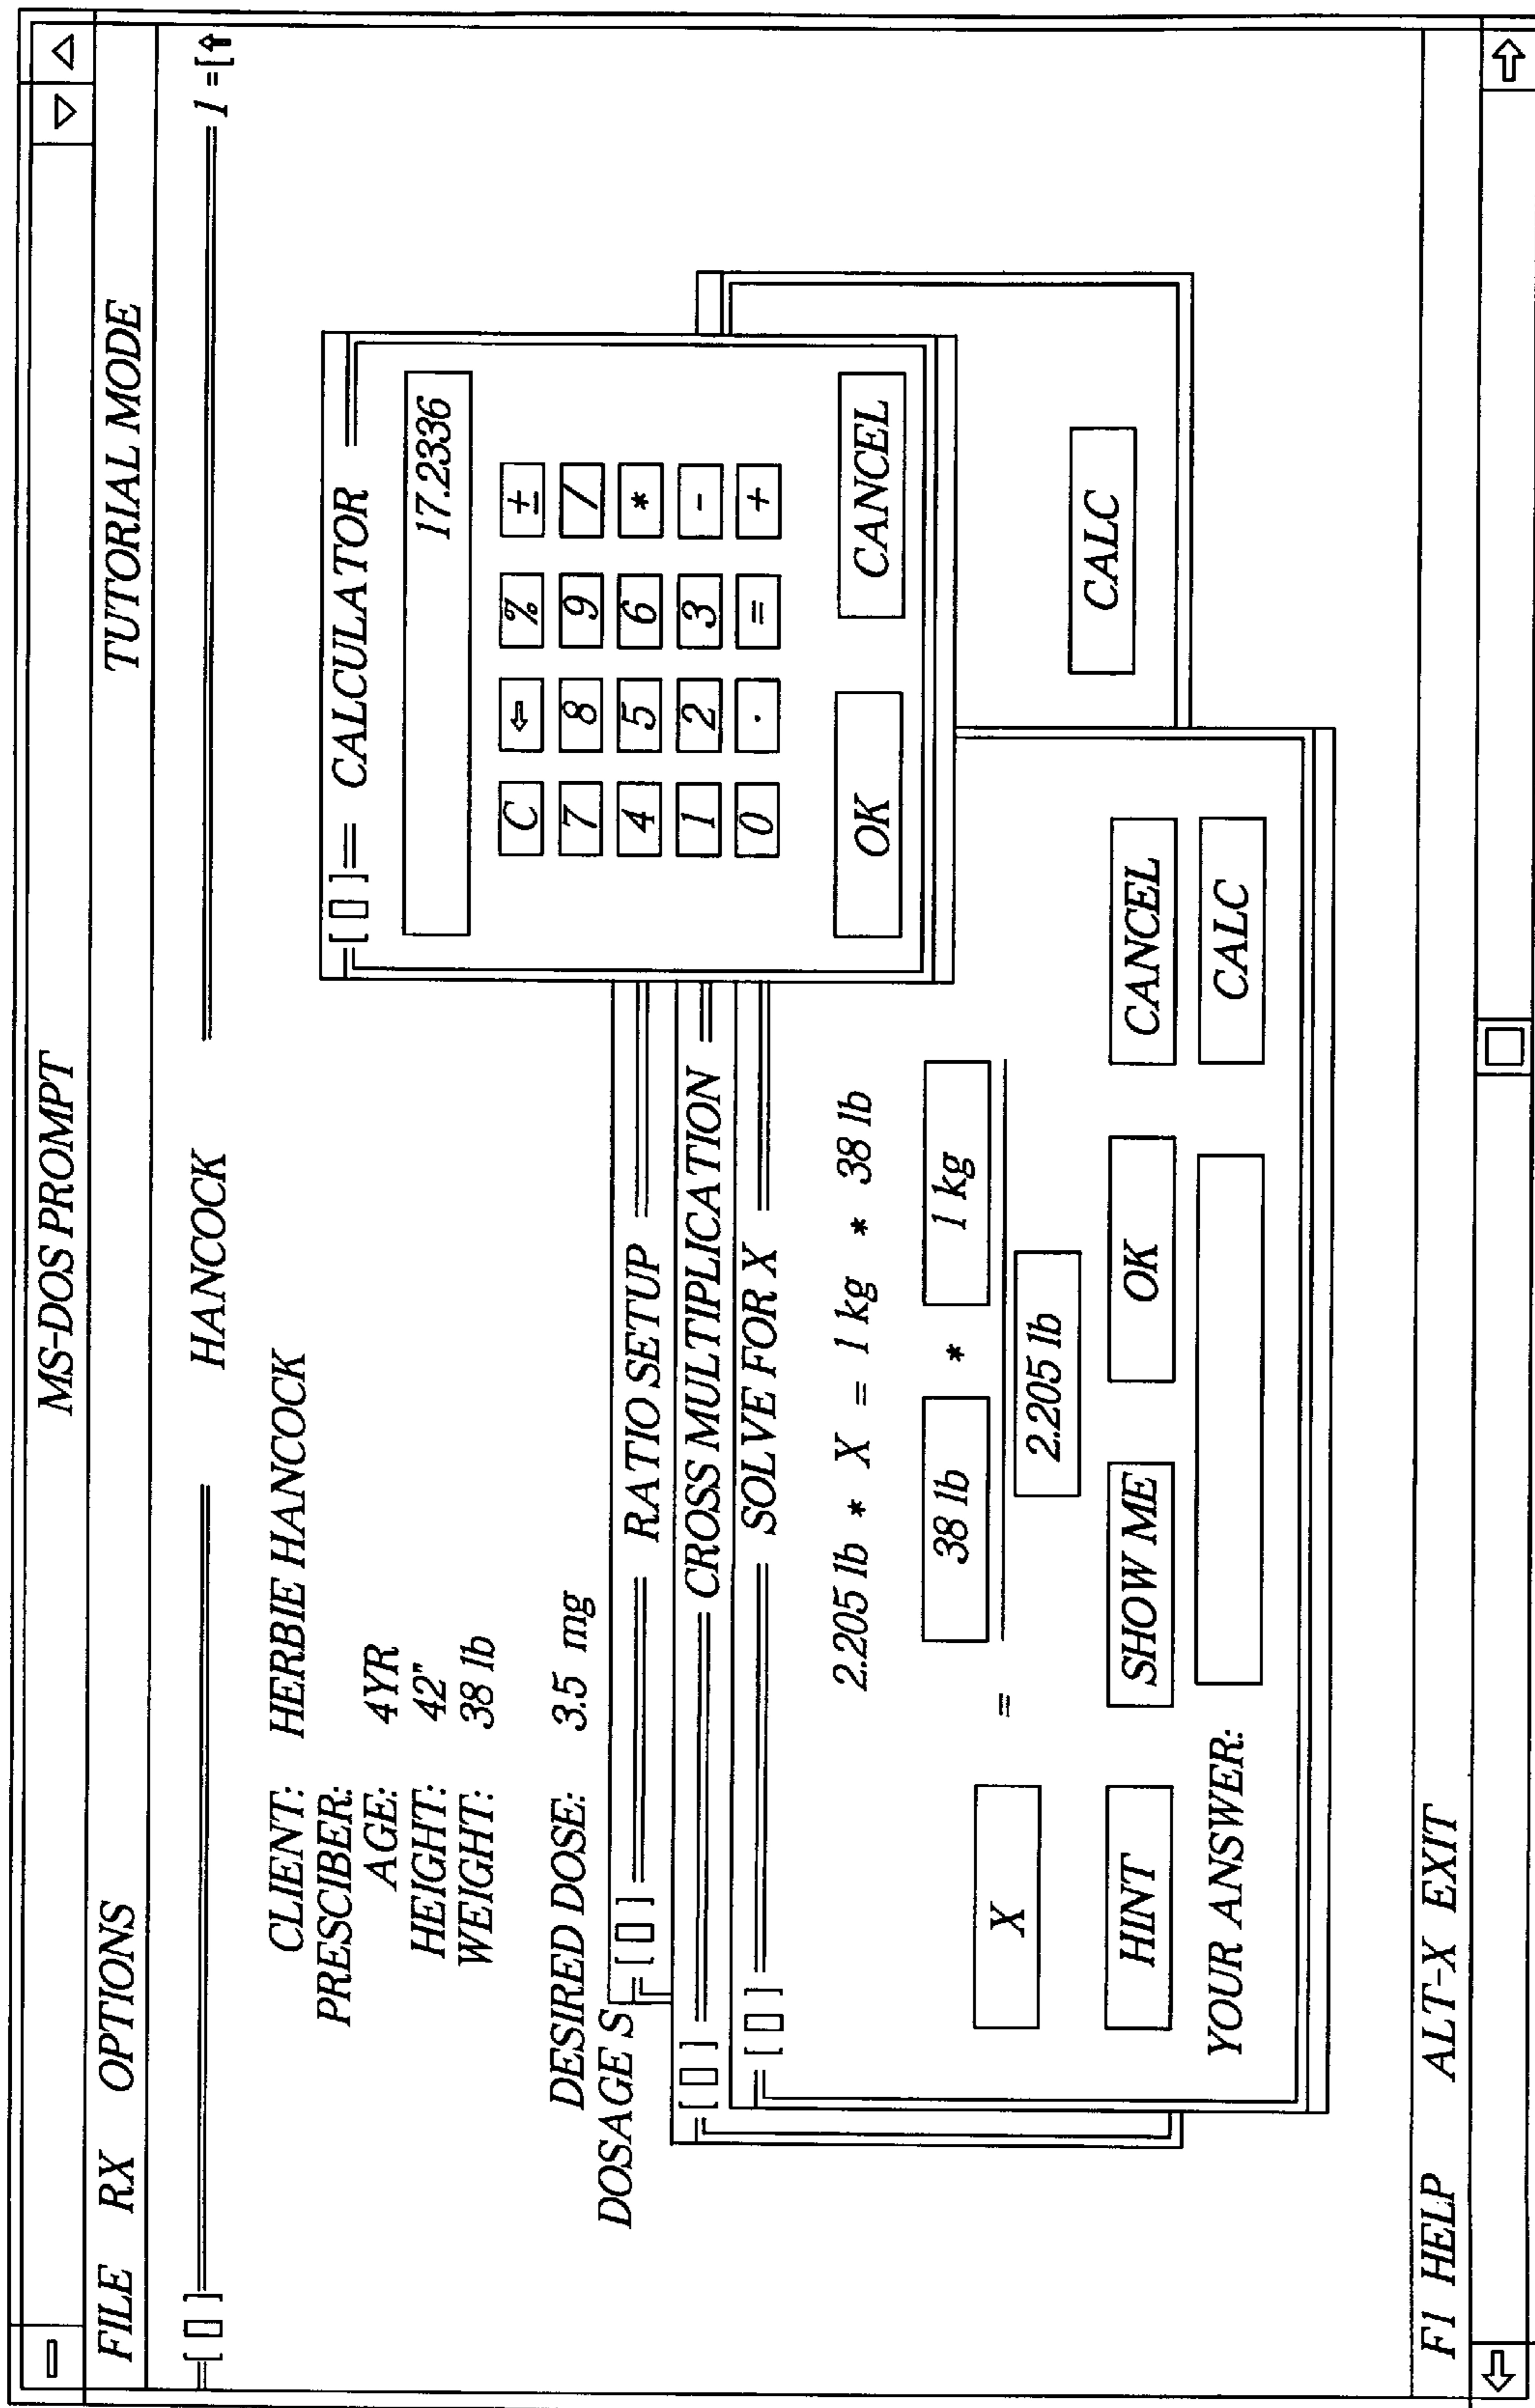 MS-DOS PROMPT
FILE RX OPTIONS TUTORIAL MODE
[ ] HANCOCK 1 =[
CLIENT: HERBIE HANCOCK
PRESCIBER:
AGE: 4YR
HEIGHT: 42"
WEIGHT: 38 lb
DESIRED DOSE: 3.5 mg
DOSAGE S
[ ] RATIO SETUP
[ ] CROSS MULTIPLICATION
[ ] SOLVE FOR X
2.205 lb * X = 1 kg * 38 lb
X = 38 lb * 1 kg
2.205 lb
HINT SHOW ME OK CANCEL
YOUR ANSWER: CALC
[ ] CALCULATOR
17.2336
C ⇐ % ±
7 8 9 /
4 5 6 *
1 2 3 -
0 . = +
OK CANCEL
CALC
F1 HELP ALT-X EXIT